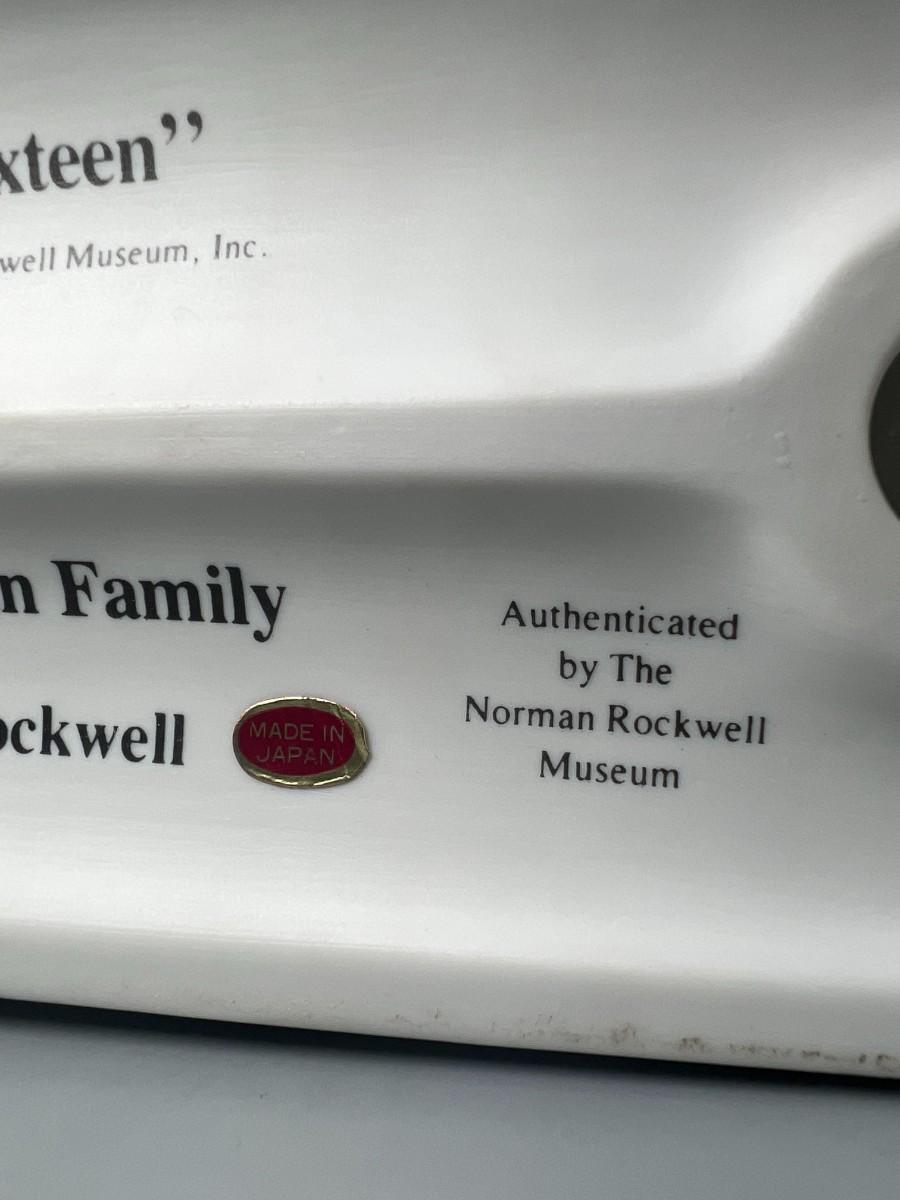 xteen”
well Museum, Inc.
n Family
ockwell
MADE IN
JAPAN
Authenticated
by The
Norman Rockwell
Museum